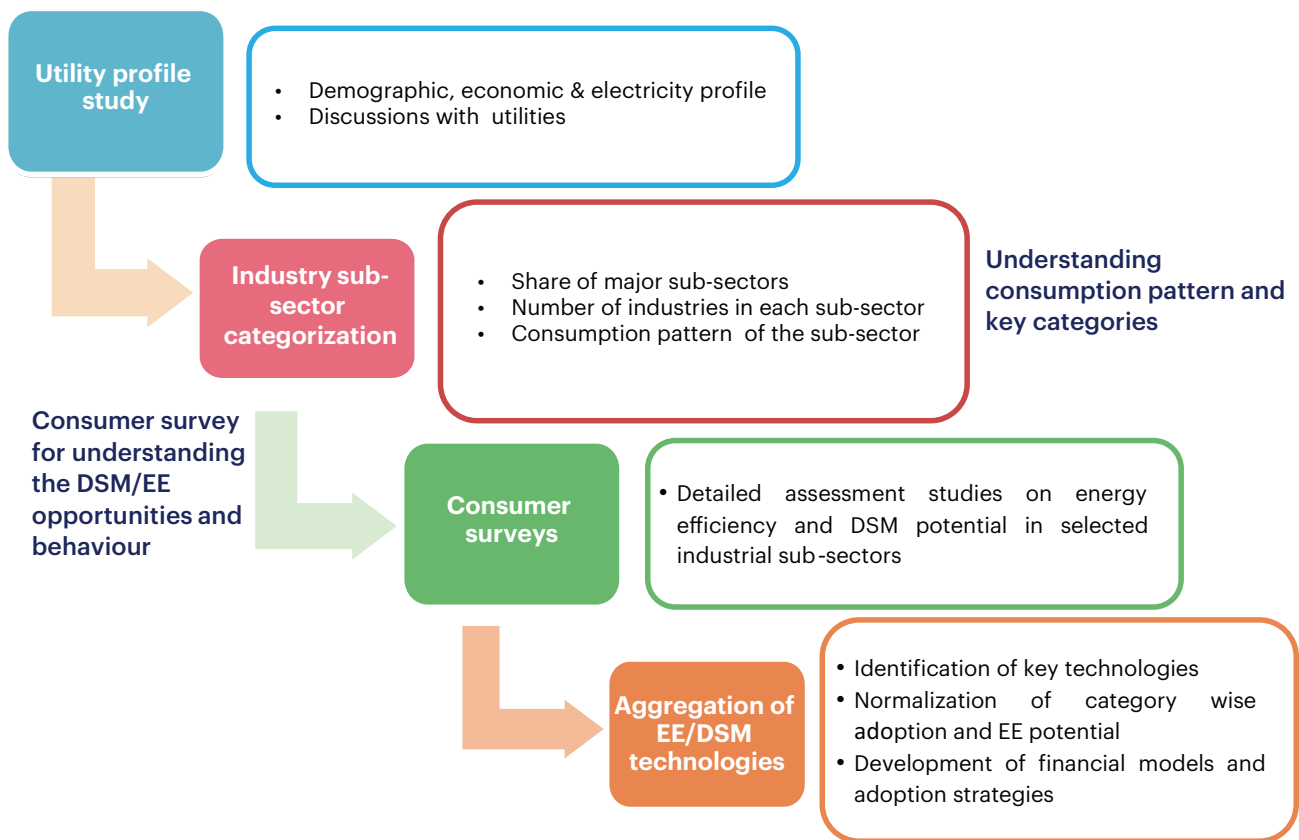 Utility profile
study
• Demographic, economic & electricity profile
• Discussions with utilities
Industry sub-
sector
categorization
• Share of major sub-sectors
• Number of industries in each sub-sector
• Consumption pattern of the sub-sector
Understanding
consumption pattern and
key categories
Consumer survey
for understanding
the DSM/EE
opportunities and
behaviour
Consumer
surveys
• Detailed assessment studies on energy
efficiency and DSM potential in selected
industrial sub-sectors
Aggregation of
EE/DSM
technologies
• Identification of key technologies
• Normalization of category wise
adoption and EE potential
• Development of financial models and
adoption strategies